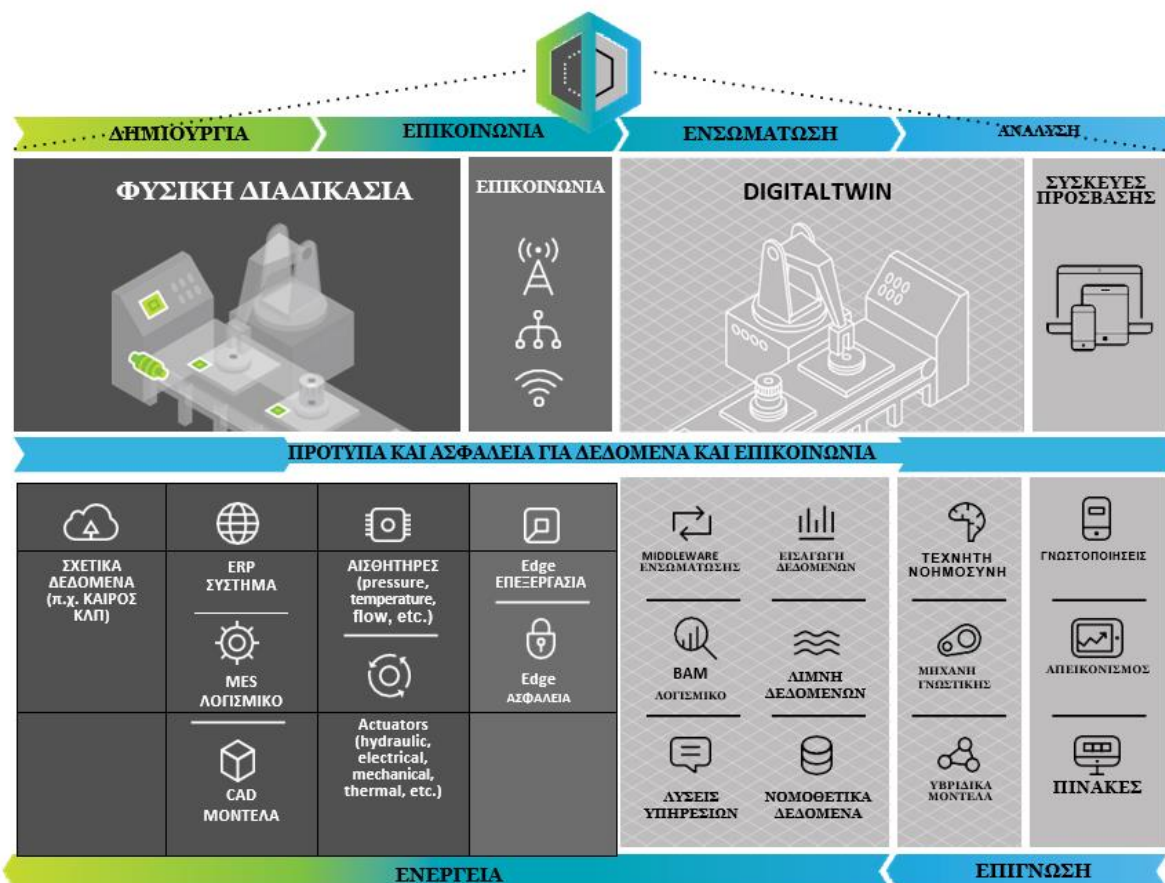 ΔΗΜΙΟΥΡΓΙΑ
ΕΠΙΚΟΙΝΩΝΙΑ
ΕΝΣΩΜΑΤΩΣΗ
ΑΝΑΛΥΣΗ
ΦΥΣΙΚΗ ΔΙΑΔΙΚΑΣΙΑ
ΕΠΙΚΟΙΝΩΝΙΑ
DIGITALTWIN
ΣΥΣΚΕΥΕΣ
ΠΡΟΣΒΑΣΗΣ
ΠΡΟΤΥΠΑ ΚΑΙ ΑΣΦΑΛΕΙΑ ΓΙΑ ΔΕΔΟΜΕΝΑ ΚΑΙ ΕΠΙΚΟΙΝΩΝΙΑ
ΣΧΕΤΙΚΑ
ΔΕΔΟΜΕΝΑ
(π.χ. ΚΑΙΡΟΣ
ΚΛΠ)
ERP
ΣΥΣΤΗΜΑ
MES
ΛΟΓΙΣΜΙΚΟ
CAD
ΜΟΝΤΕΛΑ
ΑΙΣΘΗΤΗΡΕΣ
(pressure,
temperature,
flow, etc.)
Actuators
(hydraulic,
electrical,
mechanical,
thermal, etc.)
Edge
ΕΠΕΞΕΡΓΑΣΙΑ
Edge
ΑΣΦΑΛΕΙΑ
MIDDLEWARE
ΕΝΣΩΜΑΤΩΣΗΣ
ΕΙΣΑΓΩΓΗ
ΔΕΔΟΜΕΝΩΝ
BAM
ΛΟΓΙΣΜΙΚΟ
ΛΙΜΝΗ
ΔΕΔΟΜΕΝΩΝ
ΛΥΣΕΙΣ
ΥΠΗΡΕΣΙΩΝ
ΝΟΜΟΘΕΤΙΚΑ
ΔΕΔΟΜΕΝΑ
ΤΕΧΝΗΤΗ
ΝΟΗΜΟΣΥΝΗ
ΜΗΧΑΝΗ
ΓΝΩΣΤΙΚΗΣ
ΥΒΡΙΔΙΚΑ
ΜΟΝΤΕΛΑ
ΓΝΩΣΤΟΠΟΙΗΣΕΙΣ
ΑΠΕΙΚΟΝΙΣΜΟΣ
ΠΙΝΑΚΕΣ
ΕΝΕΡΓΕΙΑ
ΕΠΙΓΝΩΣΗ